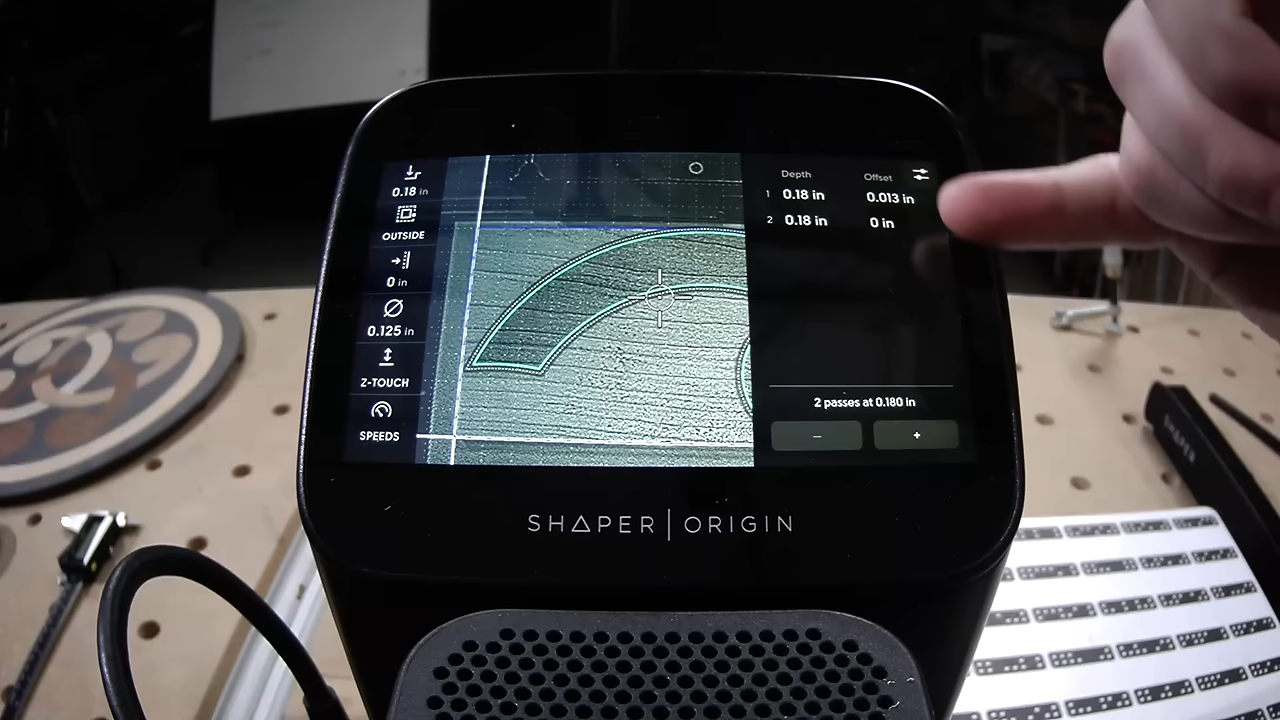 0.18 in
OUTSIDE
0 in
0.125 in
Z-TOUCH
SPEEDS
Depth Offset
1 0.18 in 0.013 in
2 0.18 in 0 in
2 passes at 0.180 in
– +
SHAPER | ORIGIN
SHAPER